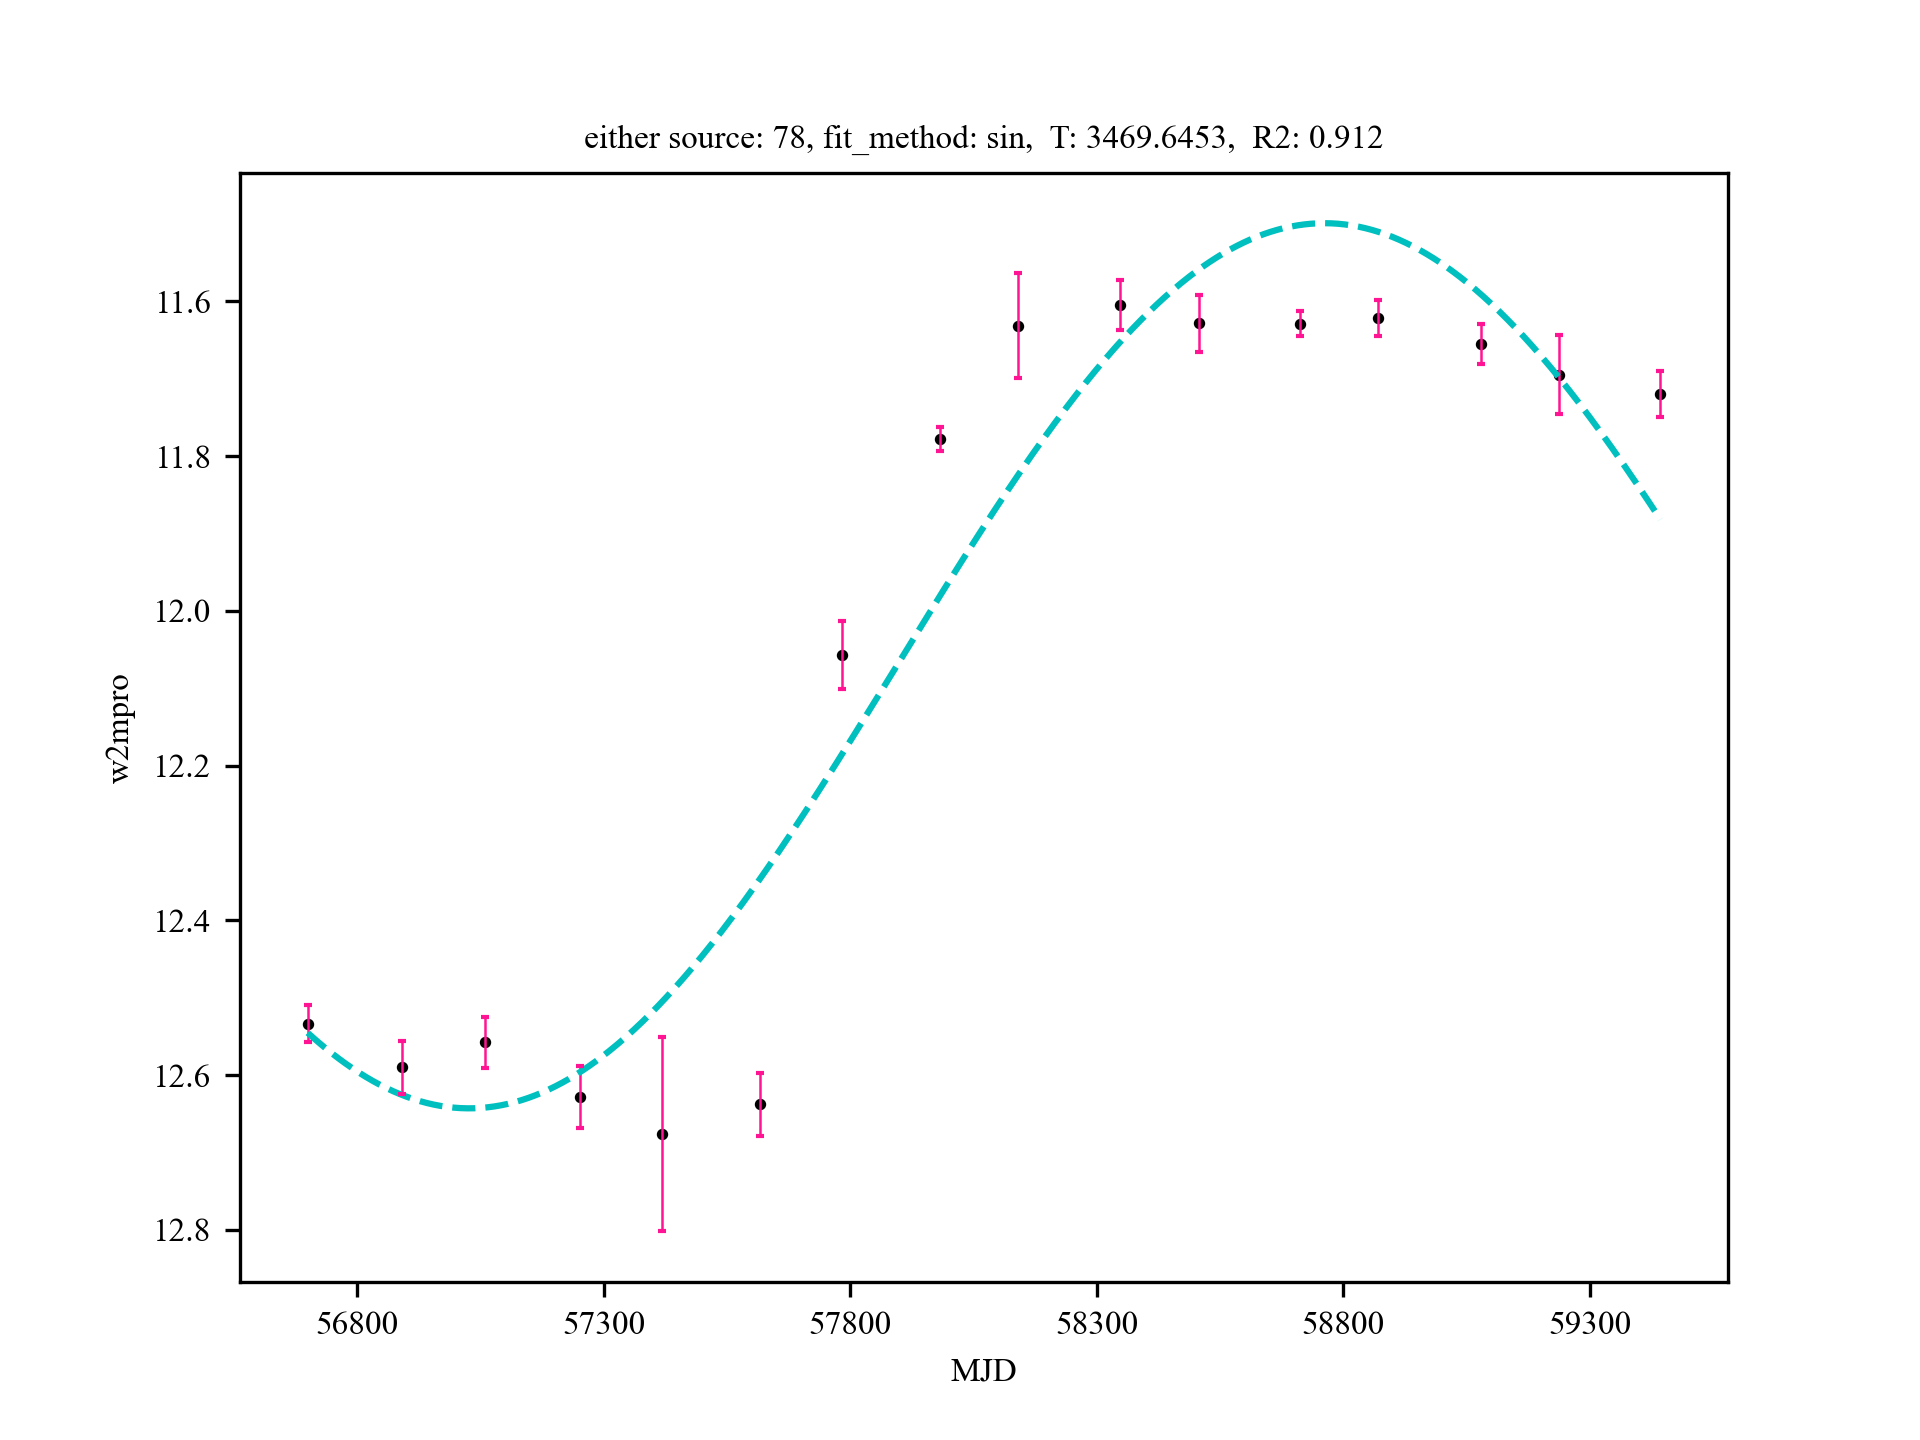 either source: 78, fit_method: sin,  T: 3469.6453,  R2: 0.912
11.6
11.8
12.0
12.2
12.4
12.6
12.8
w2mpro
56800 57300 57800 58300 58800 59300
MJD